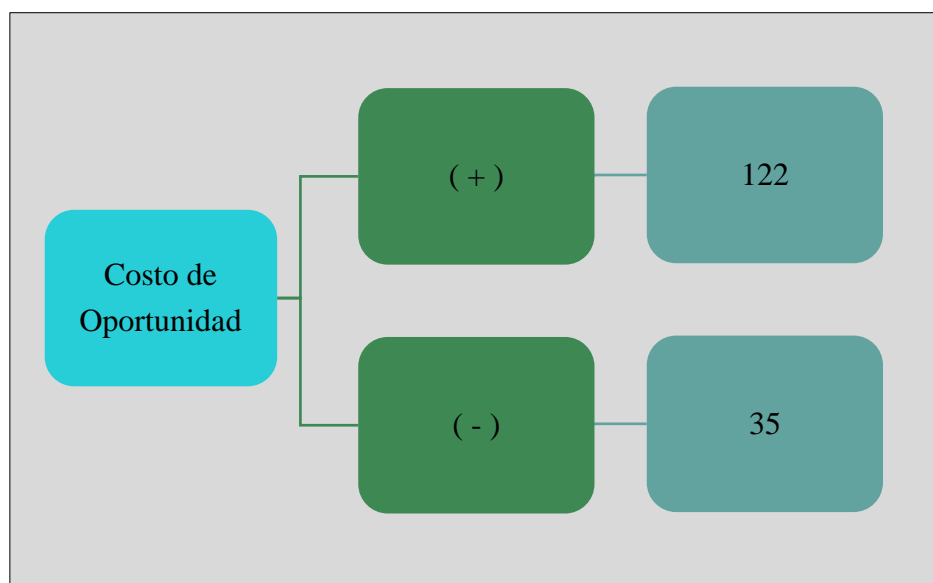 Costo de
Oportunidad
( + )
122
( - )
35